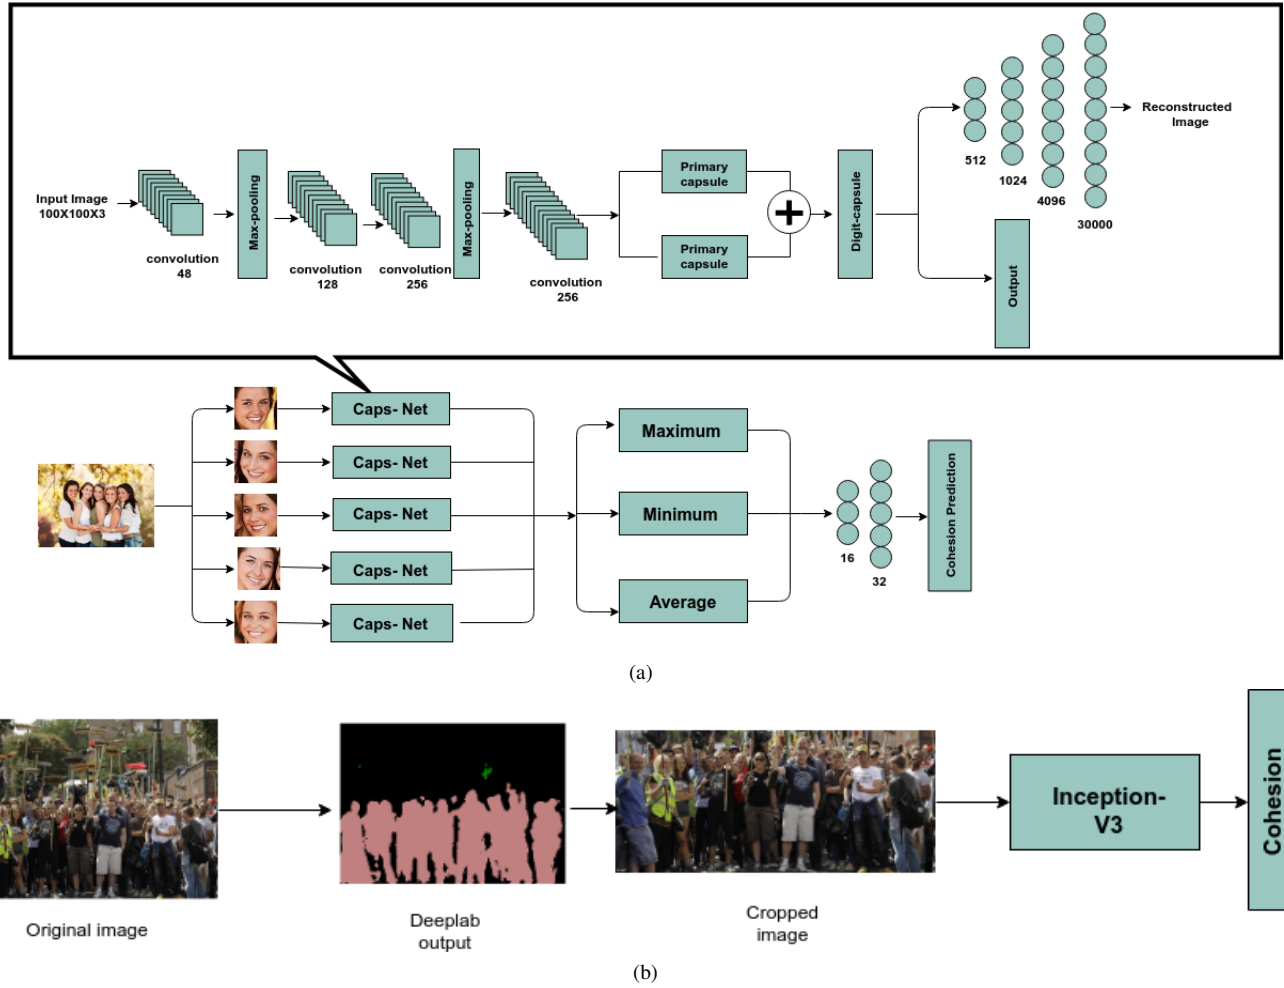 Input Image
100X100X3
convolution
48
Max-pooling
convolution
128
convolution
256
Max-pooling
convolution
256
Primary
capsule
Primary
capsule
+
Digit-capsule
512
1024
4096
30000
Reconstructed
Image
Output
Caps- Net
Caps- Net
Caps- Net
Caps- Net
Caps- Net
Maximum
Minimum
Average
16
32
Cohesion Prediction
(a)
Original image
Deeplab
output
Cropped
image
Inception-
V3
Cohesion
(b)